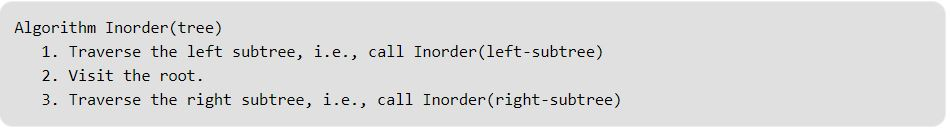 Algorithm Inorder(tree)
1. Traverse the left subtree, i.e., call Inorder(left-subtree)
2. Visit the root.
3. Traverse the right subtree, i.e., call Inorder(right-subtree)